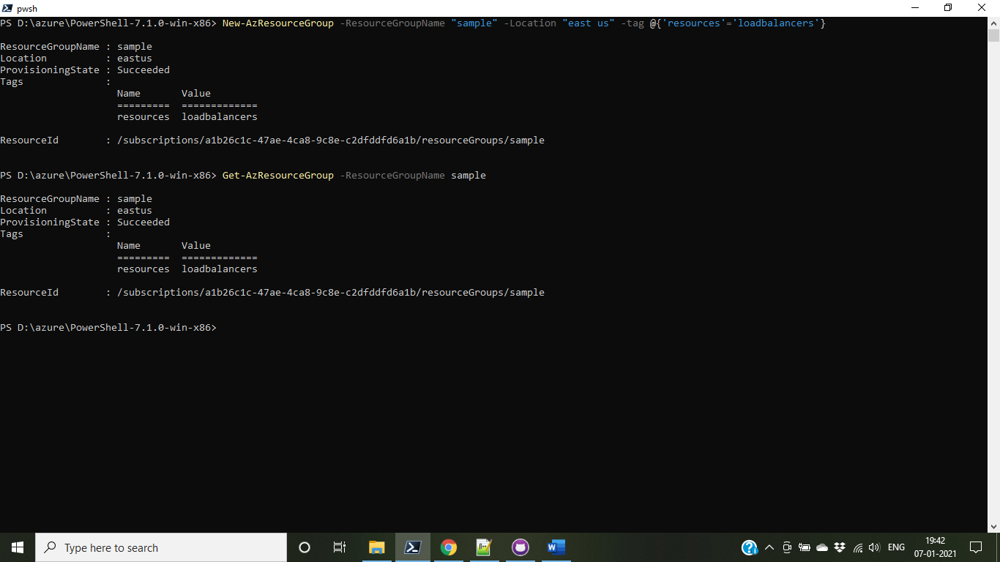 pwsh
PS D:\azure\PowerShell-7.1.0-win-x86> New-AzResourceGroup -ResourceGroupName "sample" -Location "east us" -tag @{'resources'='loadbalancers'}
ResourceGroupName : sample
Location          : eastus
ProvisioningState : Succeeded
Tags              :
                    Name       Value
                    =========  =============
                    resources  loadbalancers
ResourceId        : /subscriptions/a1b26c1c-47ae-4ca8-9c8e-c2dfddfd6a1b/resourceGroups/sample
PS D:\azure\PowerShell-7.1.0-win-x86> Get-AzResourceGroup -ResourceGroupName sample
ResourceGroupName : sample
Location          : eastus
ProvisioningState : Succeeded
Tags              :
                    Name       Value
                    =========  =============
                    resources  loadbalancers
ResourceId        : /subscriptions/a1b26c1c-47ae-4ca8-9c8e-c2dfddfd6a1b/resourceGroups/sample
PS D:\azure\PowerShell-7.1.0-win-x86>
Type here to search
ENG
19:42
07-01-2021